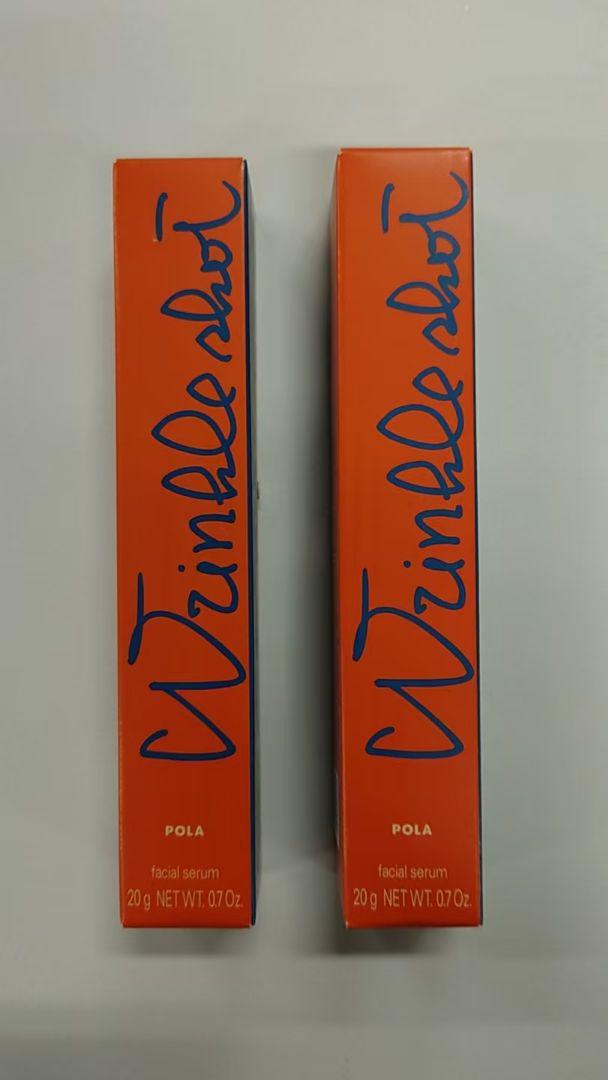 Wrinkle shot
POLA
facial serum
20 g NET WT. 0.7 Oz.
Wrinkle shot
POLA
facial serum
20 g NET WT. 0.7 Oz.